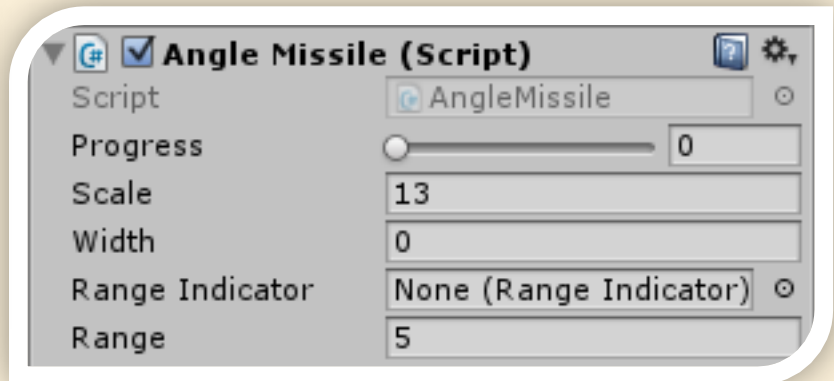 Angle Missile (Script)
Script AngleMissile
Progress 0
Scale 13
Width 0
Range Indicator None (Range Indicator)
Range 5